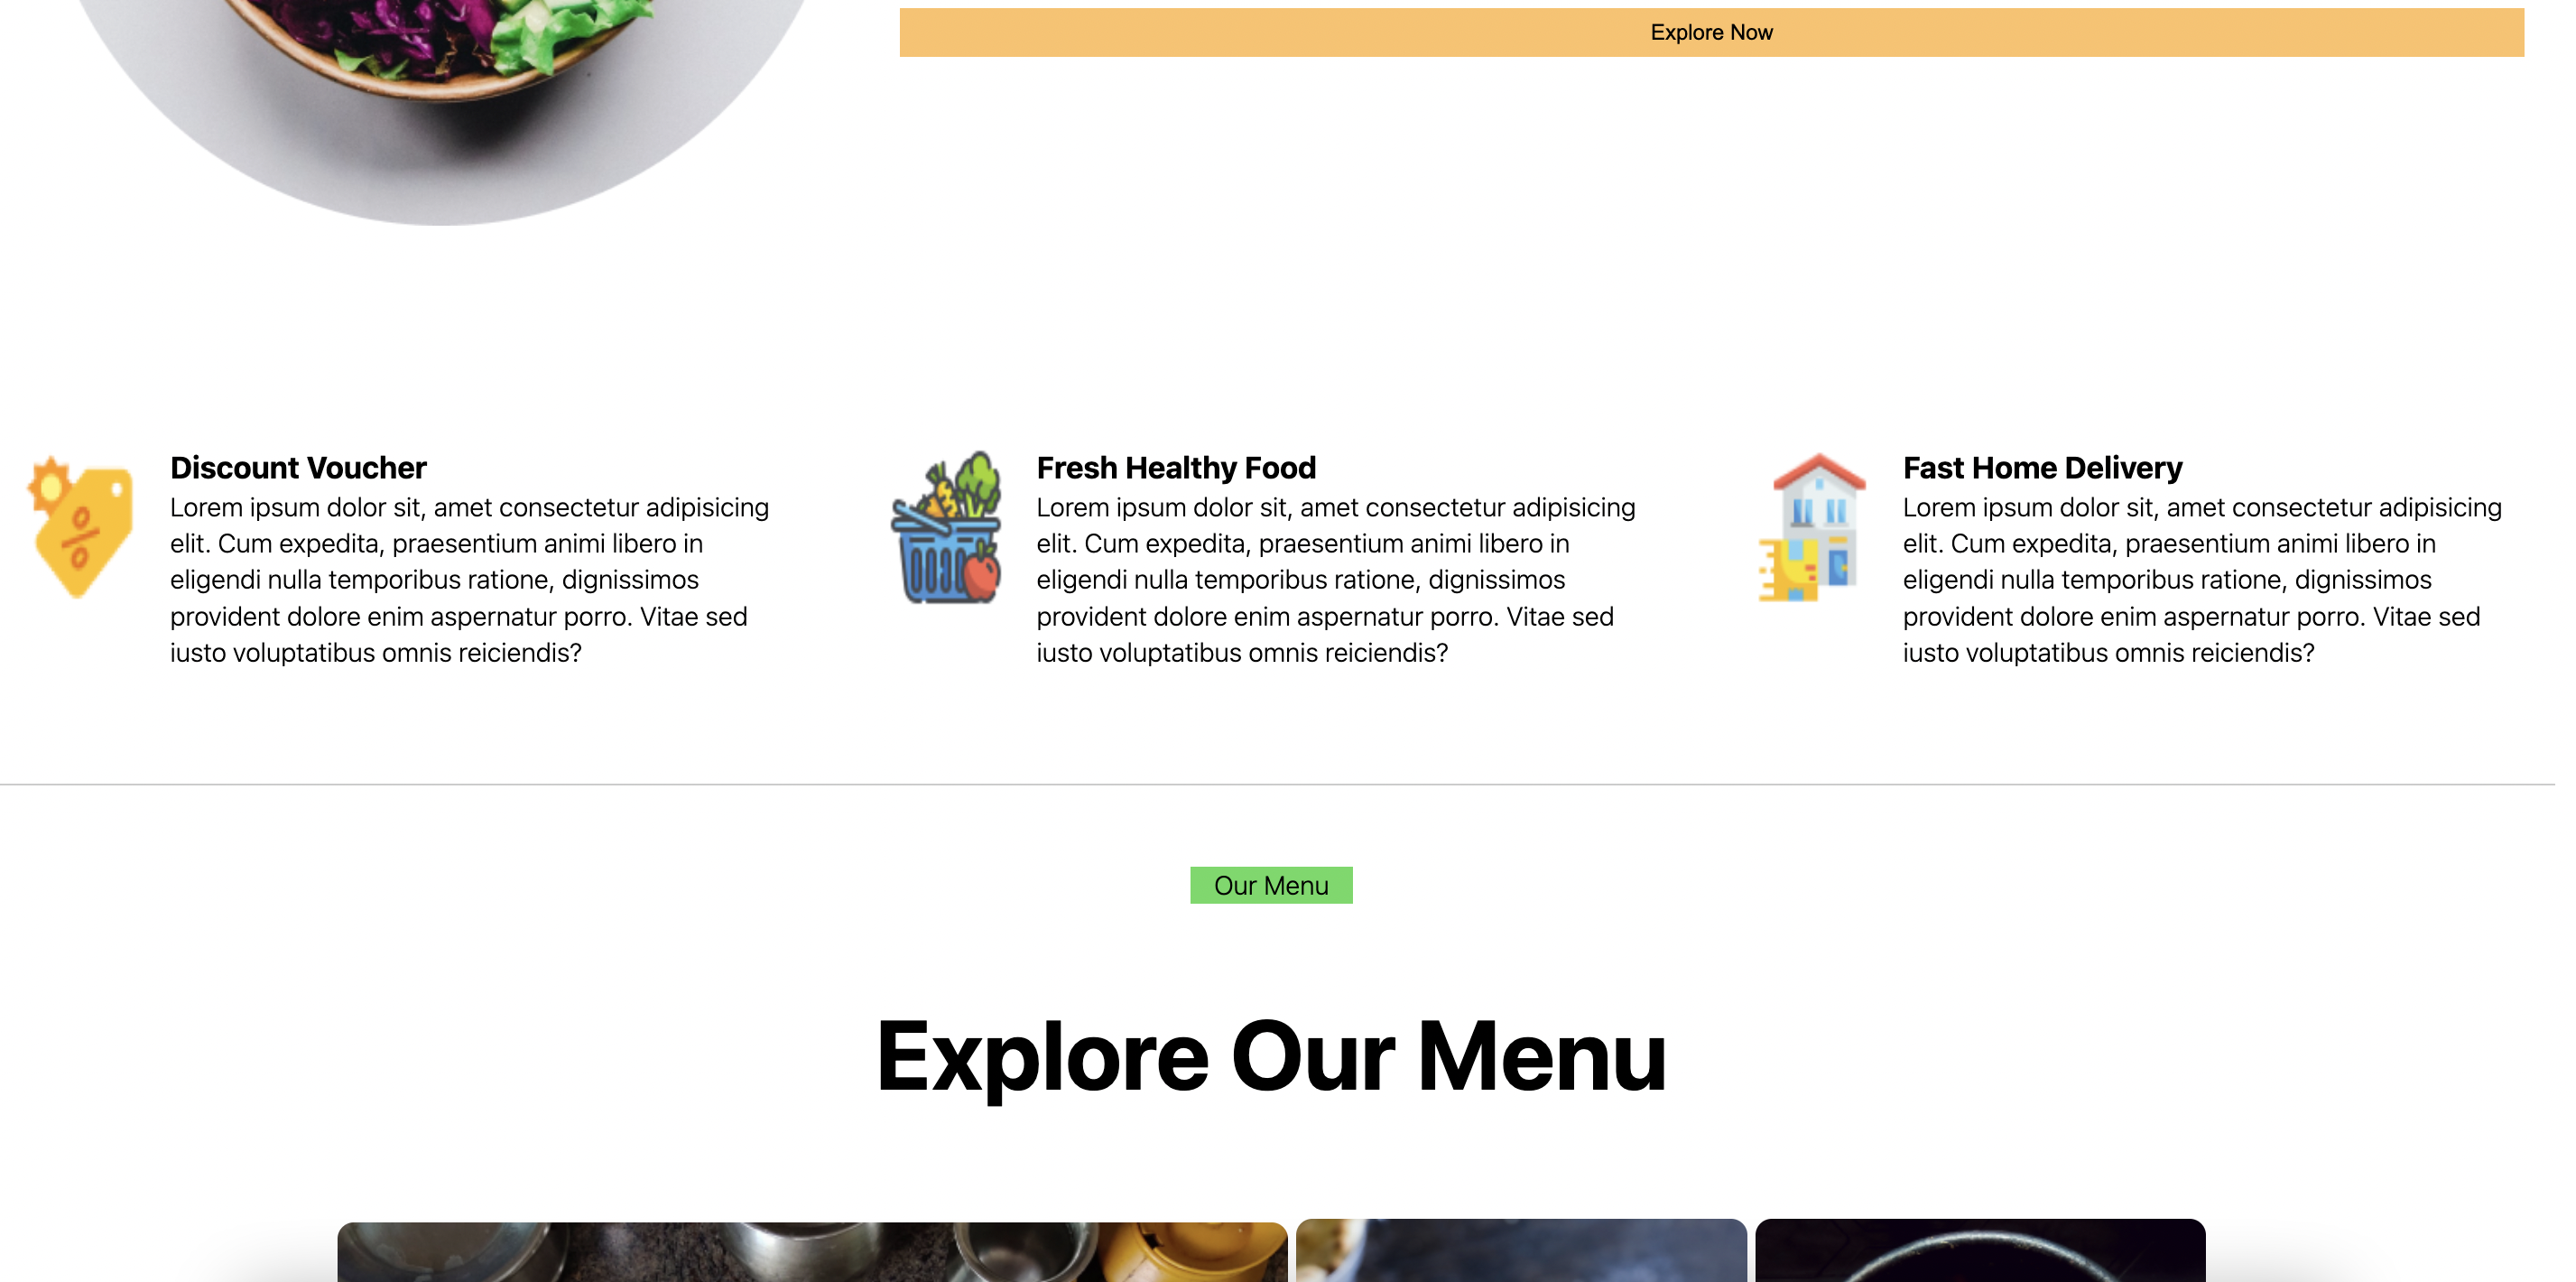 Explore Now
Discount Voucher
Lorem ipsum dolor sit, amet consectetur adipisicing
elit. Cum expedita, praesentium animi libero in
eligendi nulla temporibus ratione, dignissimos
provident dolore enim aspernatur porro. Vitae sed
iusto voluptatibus omnis reiciendis?
Fresh Healthy Food
Lorem ipsum dolor sit, amet consectetur adipisicing
elit. Cum expedita, praesentium animi libero in
eligendi nulla temporibus ratione, dignissimos
provident dolore enim aspernatur porro. Vitae sed
iusto voluptatibus omnis reiciendis?
Fast Home Delivery
Lorem ipsum dolor sit, amet consectetur adipisicing
elit. Cum expedita, praesentium animi libero in
eligendi nulla temporibus ratione, dignissimos
provident dolore enim aspernatur porro. Vitae sed
iusto voluptatibus omnis reiciendis?
Our Menu
Explore Our Menu